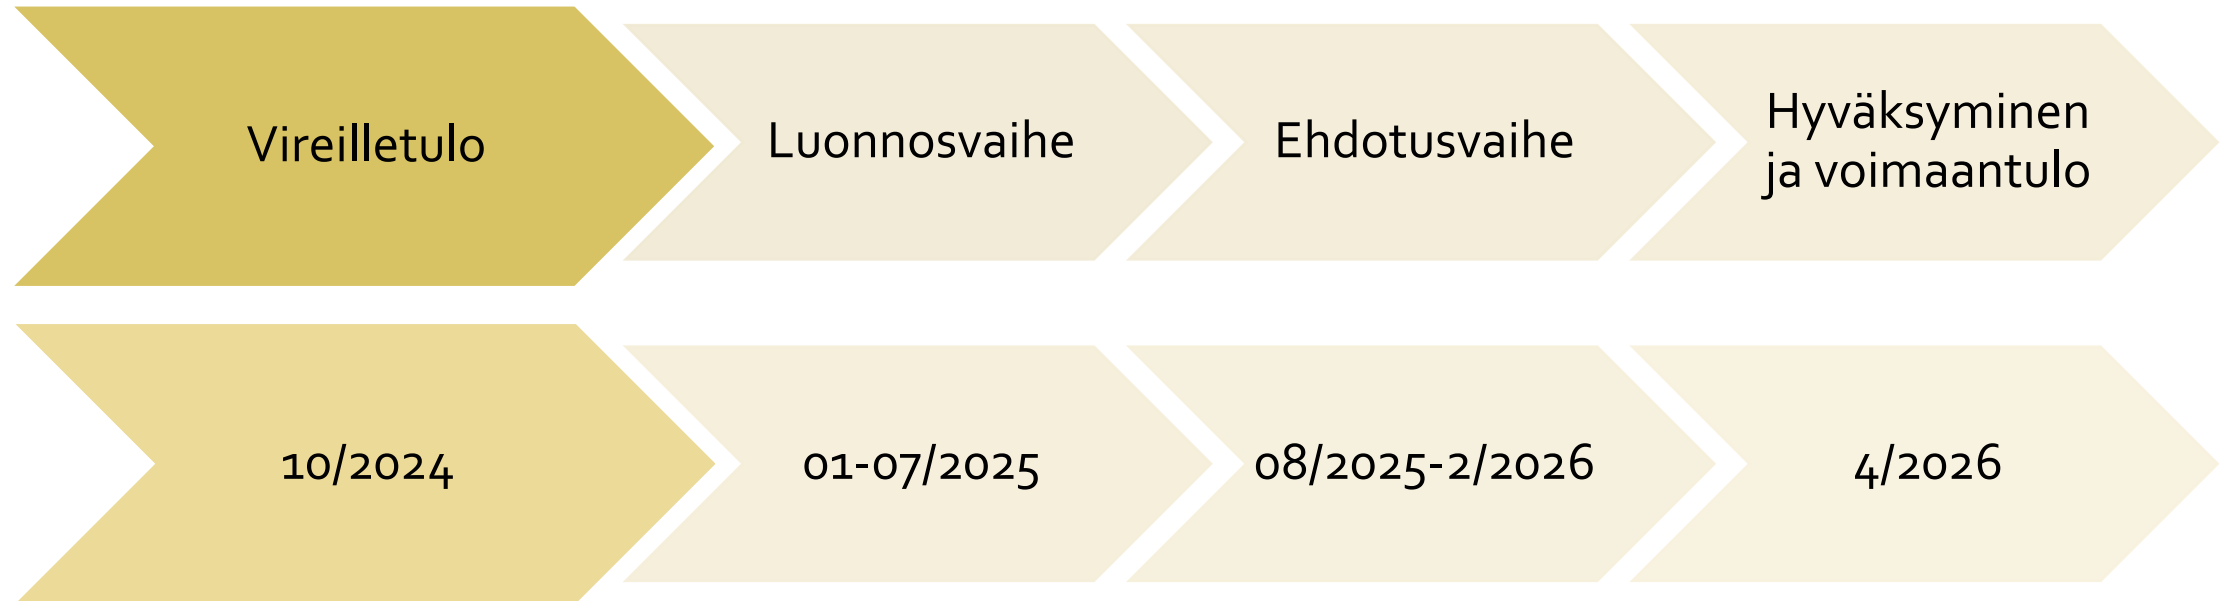 Vireilletulo
Luonnosvaihe
Ehdotusvaihe
Hyväksyminen
ja voimaantulo
10/2024
01-07/2025
08/2025-2/2026
4/2026